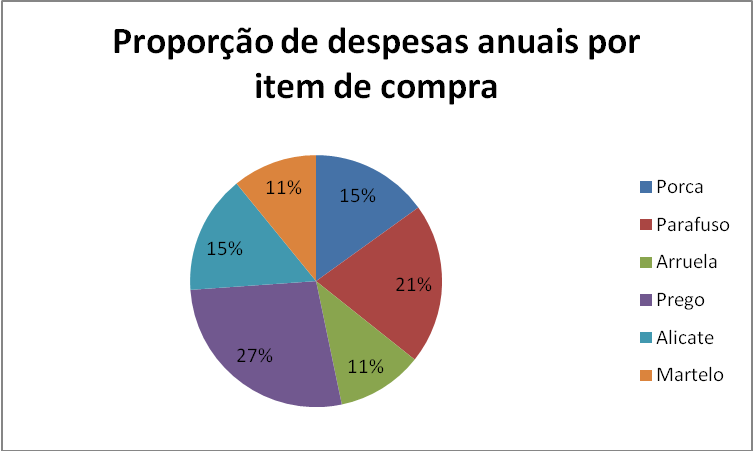 Proporção de despesas anuais por
item de compra
15%
21%
11%
27%
15%
11%
Porca
Parafuso
Arruela
Prego
Alicate
Martelo